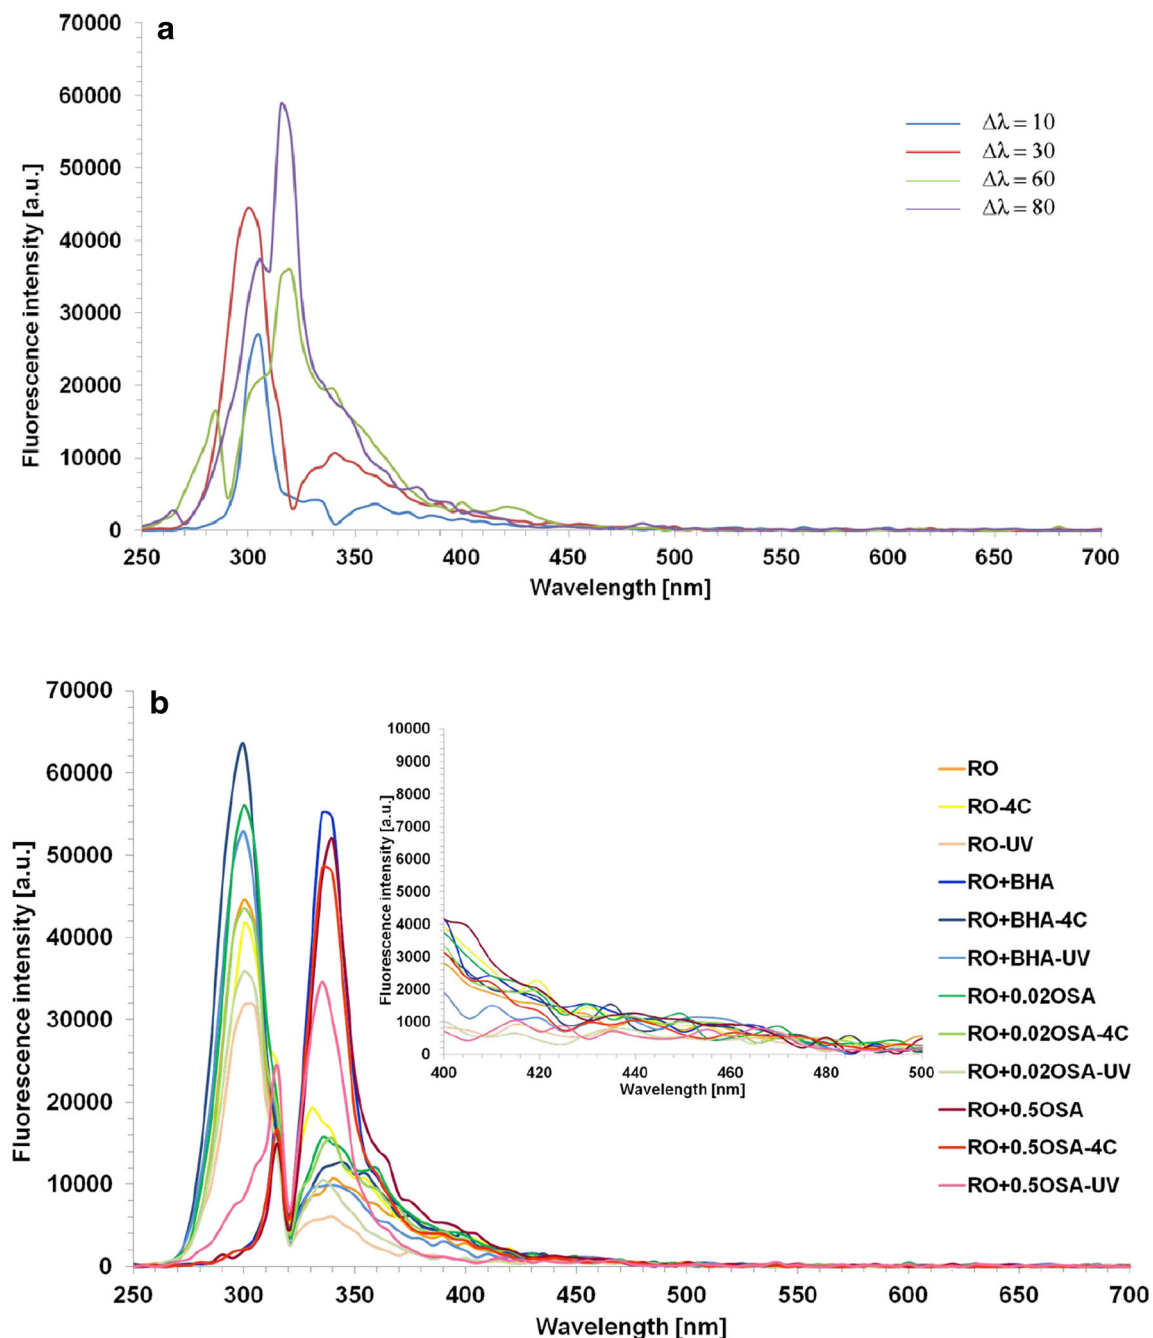 a
70000
60000
50000
40000
30000
20000
10000
0
Fluorescence intensity [a.u.]
250 300 350 400 450 500 550 600 650 700
Wavelength [nm]
Δλ = 10
Δλ = 30
Δλ = 60
Δλ = 80
b
70000
60000
50000
40000
30000
20000
10000
0
Fluorescence intensity [a.u.]
250 300 350 400 450 500 550 600 650 700
Wavelength [nm]
10000
9000
8000
7000
6000
5000
4000
3000
2000
1000
0
Fluorescence intensity [a.u.]
400 420 440 460 480 500
Wavelength [nm]
RO
RO-4C
RO-UV
RO+BHA
RO+BHA-4C
RO+BHA-UV
RO+0.02OSA
RO+0.02OSA-4C
RO+0.02OSA-UV
RO+0.5OSA
RO+0.5OSA-4C
RO+0.5OSA-UV